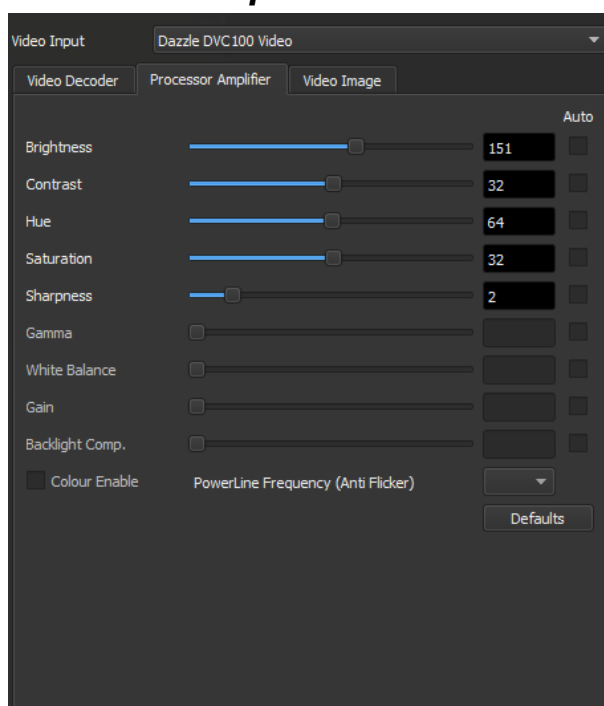 Video Input Dazzle DVC100 Video
Video Decoder Processor Amplifier Video Image
Auto
Brightness 151
Contrast 32
Hue 64
Saturation 32
Sharpness 2
Gamma
White Balance
Gain
Backlight Comp.
Colour Enable PowerLine Frequency (Anti Flicker)
Defaults